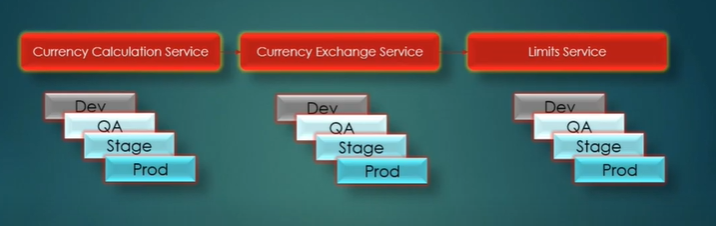 Currency Calculation Service
Currency Exchange Service
Limits Service
Dev
QA
Stage
Prod
Dev
QA
Stage
Prod
Dev
QA
Stage
Prod